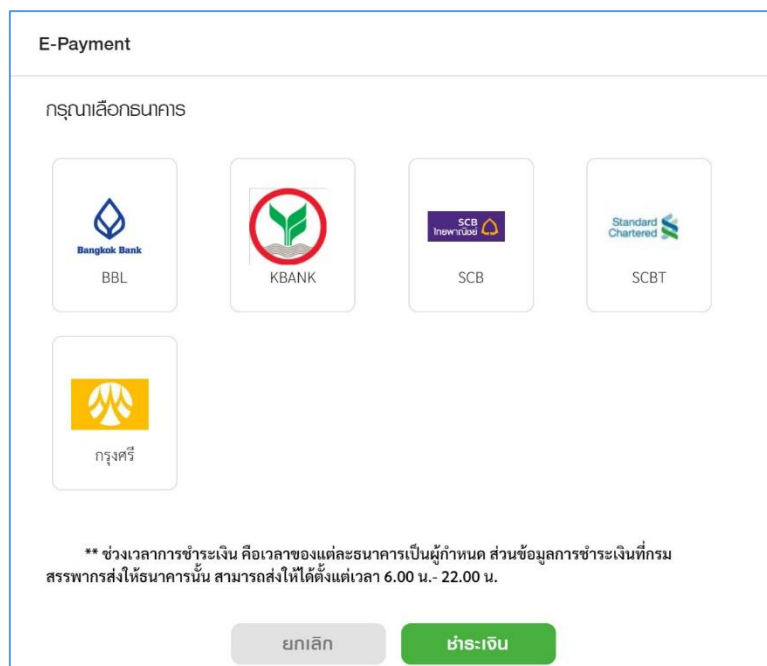 E-Payment
กรุณาเลือกธนาคาร
Bangkok Bank
BBL
KBANK
SCB
ไทยพาณิชย์
SCB
Standard
Chartered
SCBT
กรุงศรี
** ช่วงเวลาการชำระเงิน คือเวลาของแต่ละธนาคารเป็นผู้กำหนด ส่วนข้อมูลการชำระเงินที่กรม
สรรพากรส่งให้ธนาคารนั้น สามารถส่งให้ได้ตั้งแต่เวลา 6.00 น.- 22.00 น.
ยกเลิก
ชำระเงิน